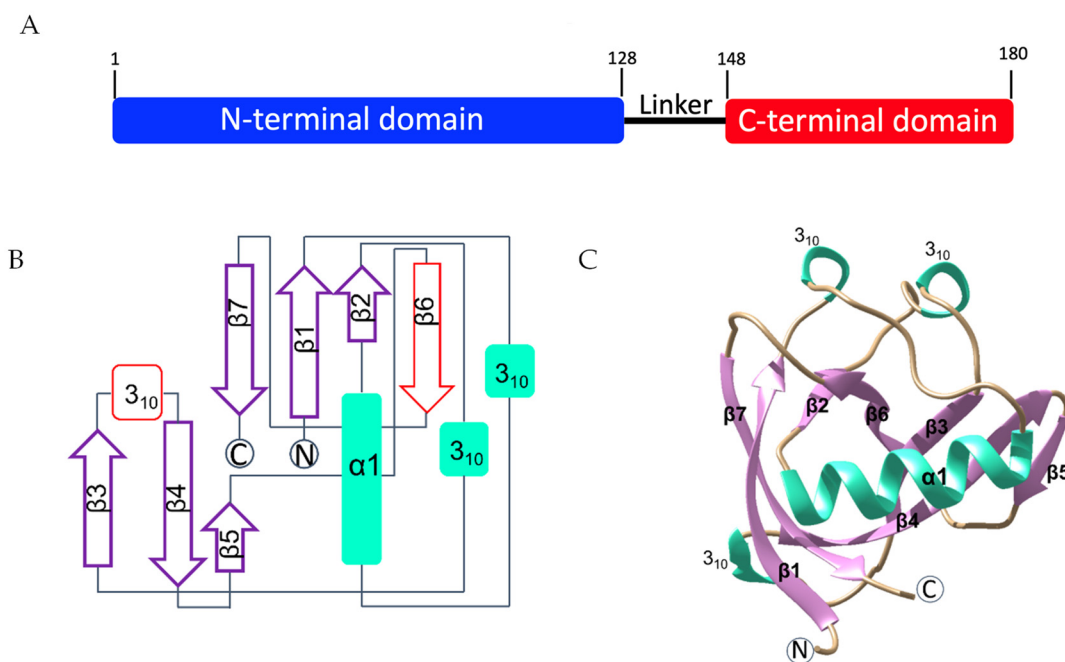 A
1
128
148
180
N-terminal domain
Linker
C-terminal domain
B
β7
β1
β2
β6
3₁₀
3₁₀
β3
β4
β5
C
N
α1
3₁₀
C
3₁₀
3₁₀
β7
β2
β6
β3
α1
β5
β4
3₁₀
β1
C
N